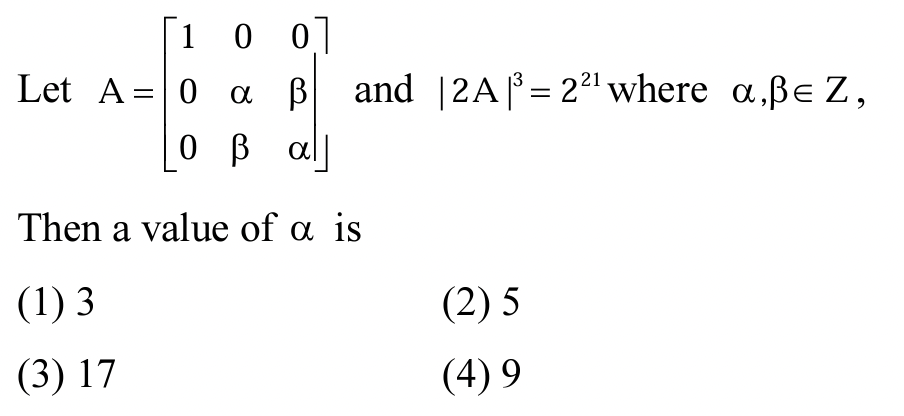 Let A = [1 0 0
0 α β
0 β α] and |2A|³ = 2²¹ where α,β∈ Z,
Then a value of α is
(1) 3 (2) 5
(3) 17 (4) 9